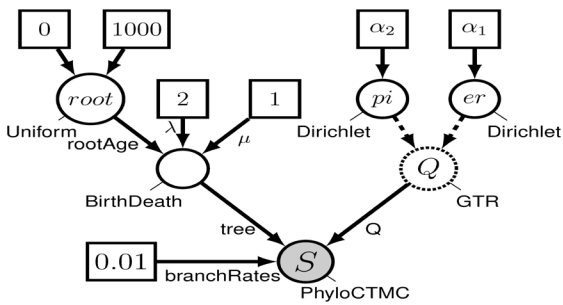 0 1000 α₂ α₁
root 2 1 pi er
Uniform Dirichlet Dirichlet
rootAge λ μ
Q
BirthDeath GTR
tree Q
0.01 branchRates S
PhyloCTMC